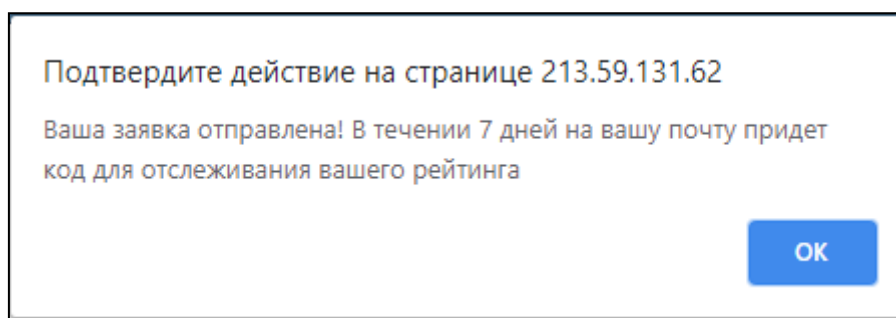 Подтвердите действие на странице 213.59.131.62
Ваша заявка отправлена! В течении 7 дней на вашу почту придет
код для отслеживания вашего рейтинга
ОК